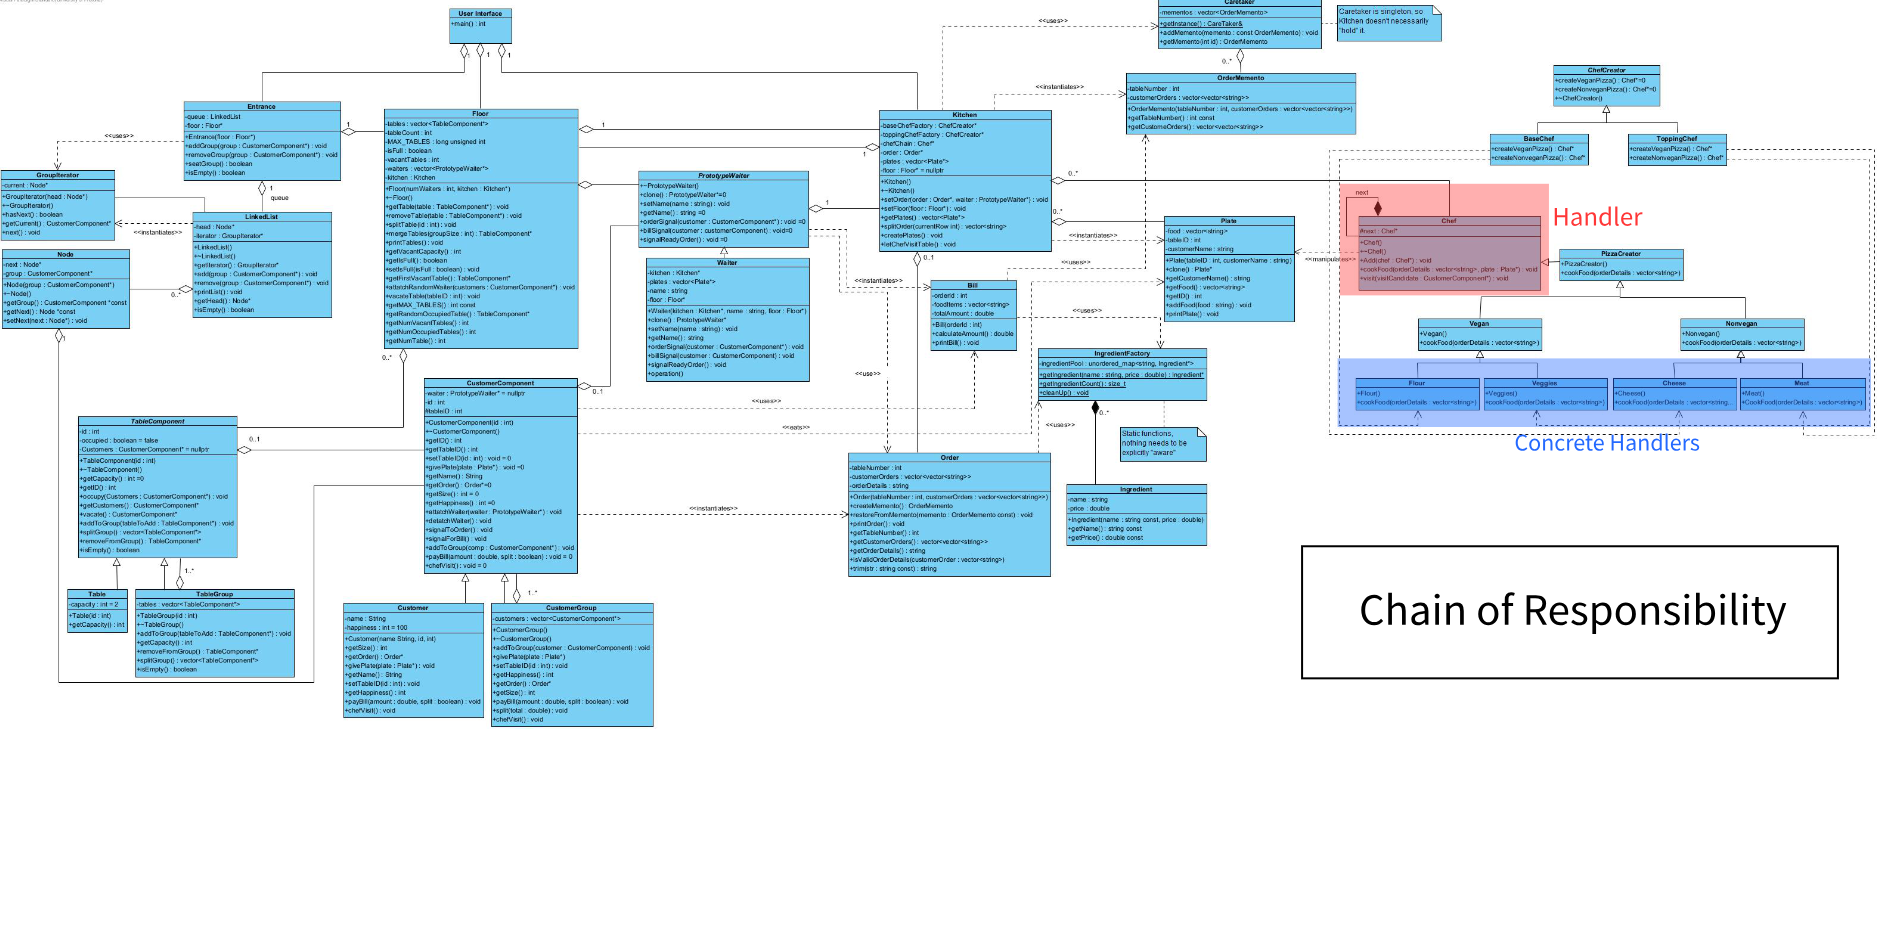 User Interface
+main() : int
Caretaker
-mementos : vector<OrderMemento>
+getInstance() : CareTaker&
+addMemento(memento : const OrderMemento) : void
+getMemento(int id) : OrderMemento
Caretaker is singleton, so
Kitchen doesn't necessarily
"hold" it.
<<uses>>
0..*
OrderMemento
-tableNumber : int
-customerOrders : vector<vector<string>>
+OrderMemento(tableNumber : int, customerOrders : vector<vector<string>>)
+getTableNumber() : int const
+getCustomeOrders() : vector<vector<string>>
<<instantiates>>
ChefCreator
+createVeganPizza() : Chef*=0
+createNonveganPizza() : Chef*=0
+~ChefCreator()
BaseChef
+createVeganPizza() : Chef*
+createNonveganPizza() : Chef*
ToppingChef
+createVeganPizza() : Chef*
+createNonveganPizza() : Chef*
1
1
1
Entrance
-queue : LinkedList
-floor : Floor*
+Entrance(floor : Floor*)
+addGroup(group : CustomerComponent*) : void
+removeGroup(group : CustomerComponent*) : void
+seatGroup() : boolean
+isEmpty() : boolean
1
<<uses>>
1
queue
GroupIterator
-current : Node*
+GroupIterator(head : Node*)
+~GroupIterator()
+hasNext() : boolean
+getCurrent() : CustomerComponent*
+next() : void
<<instantiates>>
LinkedList
-head : Node*
-iterator : GroupIterator*
+LinkedList()
+~LinkedList()
+getIterator() : GroupIterator*
+add(group : CustomerComponent*) : void
+remove(group : CustomerComponent*) : void
+printList() : void
+getHead() : Node*
+isEmpty() : boolean
Node
-next : Node*
-group : CustomerComponent*
+Node(group : CustomerComponent*)
+~Node()
+getGroup() : CustomerComponent *const
+getNext() : Node *const
+setNext(next : Node*) : void
0..*
1
Floor
-tables : vector<TableComponent*>
-tableCount : int
-MAX_TABLES : long unsigned int
-isFull : boolean
-vacantTables : int
-waiters : vector<PrototypeWaiter*>
-kitchen : Kitchen
+Floor(numWaiters : int, kitchen : Kitchen*)
+~Floor()
+getTable(table : TableComponent*) : void
+removeTable(table : TableComponent*) : void
+splitTable(id : int) : void
+mergeTables(groupSize : int) : TableComponent*
+printTables() : void
+getVacantCapacity() : int
+getIsFull() : boolean
+setIsFull(isFull : boolean) : void
+getFirstVacantTable() : TableComponent*
+attatchRandomWaiter(customers : CustomerComponent*) : void
+vacateTable(tableID : int) : void
+getMAX_TABLES() : int const
+getRandomOccupiedTable() : TableComponent*
+getNumVacantTables() : int
+getNumOccupiedTables() : int
+getNumTable() : int
1
1
0..*
PrototypeWaiter
+~PrototypeWaiter()
+clone() : PrototypeWaiter*=0
+setName(name : string) : void
+getName() : string =0
+orderSignal(customer : CustomerComponent*) : void =0
+billSignal(customer : customerComponent) : void=0
+signalReadyOrder() : void =0
1
Waiter
-kitchen : Kitchen*
-plates : vector<Plate*>
-name : string
-floor : Floor*
+Waiter(kitchen : Kitchen*, name : string, floor : Floor*)
+clone() : PrototypeWaiter*
+setName(name : string) : void
+getName() : string
+orderSignal(customer : CustomerComponent*) : void
+billSignal(customer : CustomerComponent) : void
+signalReadyOrder() : void
+operation()
Kitchen
-baseChefFactory : ChefCreator*
-toppingChefFactory : ChefCreator*
-chefChain : Chef*
-order : Order*
-plates : vector<Plate*>
-floor : Floor* = nullptr
+Kitchen()
+~Kitchen()
+setOrder(order : Order*, waiter : PrototypeWaiter*) : void
+setFloor(floor : Floor*) : void
+getPlates() : vector<Plate*>
+splitOrder(currentRow int) : vector<string>
+createPlates() : void
+letChefVisitTable() : void
0..*
0..*
<<instantiates>>
0..1
<<uses>>
Plate
-food : vector<string>
-tableID : int
-customerName : string
+Plate(tableID : int, customerName : string)
+clone() : Plate*
+getCustomerName() : string
+getFood() : vector<string>
+getID() : int
+addFood(food : string) : void
+printPlate() : void
next
Chef
#next : Chef*
+Chef()
+~Chef()
+Add(chef : Chef*) : void
+cookFood(orderDetails : vector<string>, plate : Plate*) : void
+visit(visitCandidate : CustomerComponent*) : void
Handler
<<manipulates>>
PizzaCreator
+PizzaCreator()
+cookFood(orderDetails : vector<string>)
Vegan
+Vegan()
+cookFood(orderDetails : vector<string>)
Nonvegan
+Nonvegan()
+cookFood(orderDetails : vector<string>)
Flour
+Flour()
+cookFood(orderDetails : vector<string>)
Veggies
+Veggies()
+cookFood(orderDetails : vector<string>)
Cheese
+Cheese()
+cookFood(orderDetails : vector<string...
Meat
+Meat()
+CookFood(orderDetails : vector<string>)
Concrete Handlers
<<instantiates>>
Bill
-orderId : int
-foodItems : vector<string>
-totalAmount : double
+Bill(orderId : int)
+calculateAmount() : double
+printBill() : void
<<uses>>
<<use>>
IngredientFactory
-ingredientPool : unordered_map<string, Ingredient*>
+getIngredient(name : string, price : double) : Ingredient*
+getIngredientCount() : size_t
+cleanUp() : void
0..*
<<uses>>
Static functions,
nothing needs to be
explicitly "aware"
Ingredient
-name : string
-price : double
+Ingredient(name : string const, price : double)
+getName() : string const
+getPrice() : double const
CustomerComponent
-waiter : PrototypeWaiter* = nullptr
-id : int
#tableID : int
+CustomerComponent(id : int)
+~CustomerComponent()
+getID() : int
+getTableID() : int
+setTableID(id : int) : void = 0
+givePlate(plate : Plate*) : void =0
+getName() : String
+getOrder() : Order*=0
+getSize() : int = 0
+getHappiness() : int =0
+attatchWaiter(waiter : PrototypeWaiter*) : void
+detatchWaiter() : void
+signalToOrder() : void
+signalForBill() : void
+addToGroup(comp : CustomerComponent*) : void
+payBill(amount : double, split : boolean) : void = 0
+chefVisit() : void = 0
0..1
<<uses>>
<<eats>>
<<instantiates>>
TableComponent
-id : int
-occupied : boolean = false
-Customers : CustomerComponent* = nullptr
+TableComponent(id : int)
+~TableComponent()
+getCapacity() : int =0
+getID() : int
+occupy(Customers : CustomerComponent*) : void
+getCustomers() : CustomerComponent*
+vacate() : CustomerComponent*
+addToGroup(tableToAdd : TableComponent*) : void
+splitGroup() : vector<TableComponent*>
+removeFromGroup() : TableComponent*
+isEmpty() : boolean
0..1
1..*
Table
-capacity : int = 2
+Table(id : int)
+getCapacity() : int
TableGroup
-tables : vector<TableComponent*>
+TableGroup(id : int)
+~TableGroup()
+addToGroup(tableToAdd : TableComponent*) : void
+getCapacity() : int
+removeFromGroup() : TableComponent*
+splitGroup() : vector<TableComponent*>
+isEmpty() : boolean
Customer
-name : String
-happiness : int = 100
+Customer(name String, id, int)
+getSize() : int
+getOrder() : Order*
+givePlate(plate : Plate*) : void
+getName() : String
+setTableID(id : int) : void
+getHappiness() : int
+payBill(amount : double, split : boolean) : void
+chefVisit() : void
1..*
CustomerGroup
-customers : vector<CustomerComponent*>
+CustomerGroup()
+~CustomerGroup()
+addToGroup(customer : CustomerComponent) : void
+givePlate(plate : Plate*)
+setTableID(id : int) : void
+getHappiness() : int
+getOrder() : Order*
+getSize() : int
+payBill(amount : double, split : boolean) : void
+split(total : double) : void
+chefVisit() : void
Order
-tableNumber : int
-customerOrders : vector<vector<string>>
-orderDetails : string
+Order(tableNumber : int, customerOrders : vector<vector<string>>)
+createMemento() : OrderMemento
+restoreFromMemento(memento : OrderMemento const) : void
+printOrder() : void
+getTableNumber() : int
+getCustomerOrders() : vector<vector<string>>
+getOrderDetails() : string
+isValidOrderDetails(customerOrder : vector<string>)
+trim(str : string const) : string
Chain of Responsibility